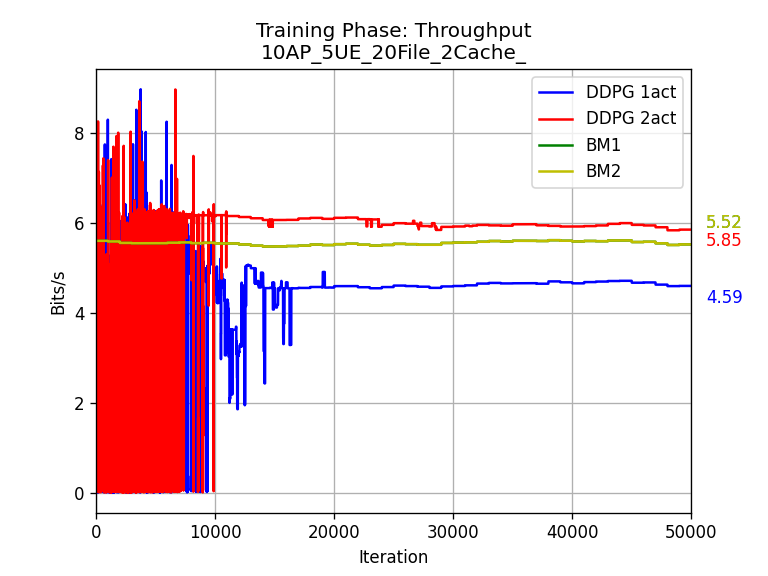 Training Phase: Throughput
10AP_5UE_20File_2Cache_
DDPG 1act
DDPG 2act
BM1
BM2
8
6
4
2
0
Bits/s
5.52
5.85
4.59
0
10000
20000
30000
40000
50000
Iteration